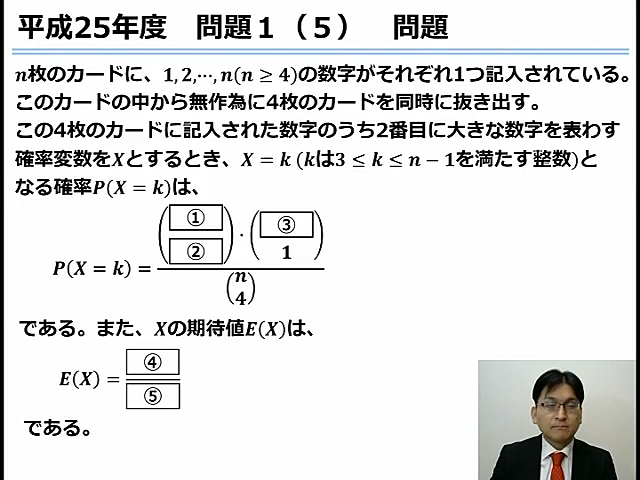 平成25年度　問題１（５）　問題
n枚のカードに、1, 2, ⋯, n(n ≥ 4)の数字がそれぞれ1つ記入されている。
このカードの中から無作為に4枚のカードを同時に抜き出す。
この4枚のカードに記入された数字のうち2番目に大きな数字を表わす
確率変数をXとするとき、X = k (kは3 ≤ k ≤ n − 1を満たす整数)と
なる確率P(X = k)は、
①
③
② 1
P(X = k) = ( ) · ( )
n
4
である。また、Xの期待値E(X)は、
④
E(X) =
⑤
である。